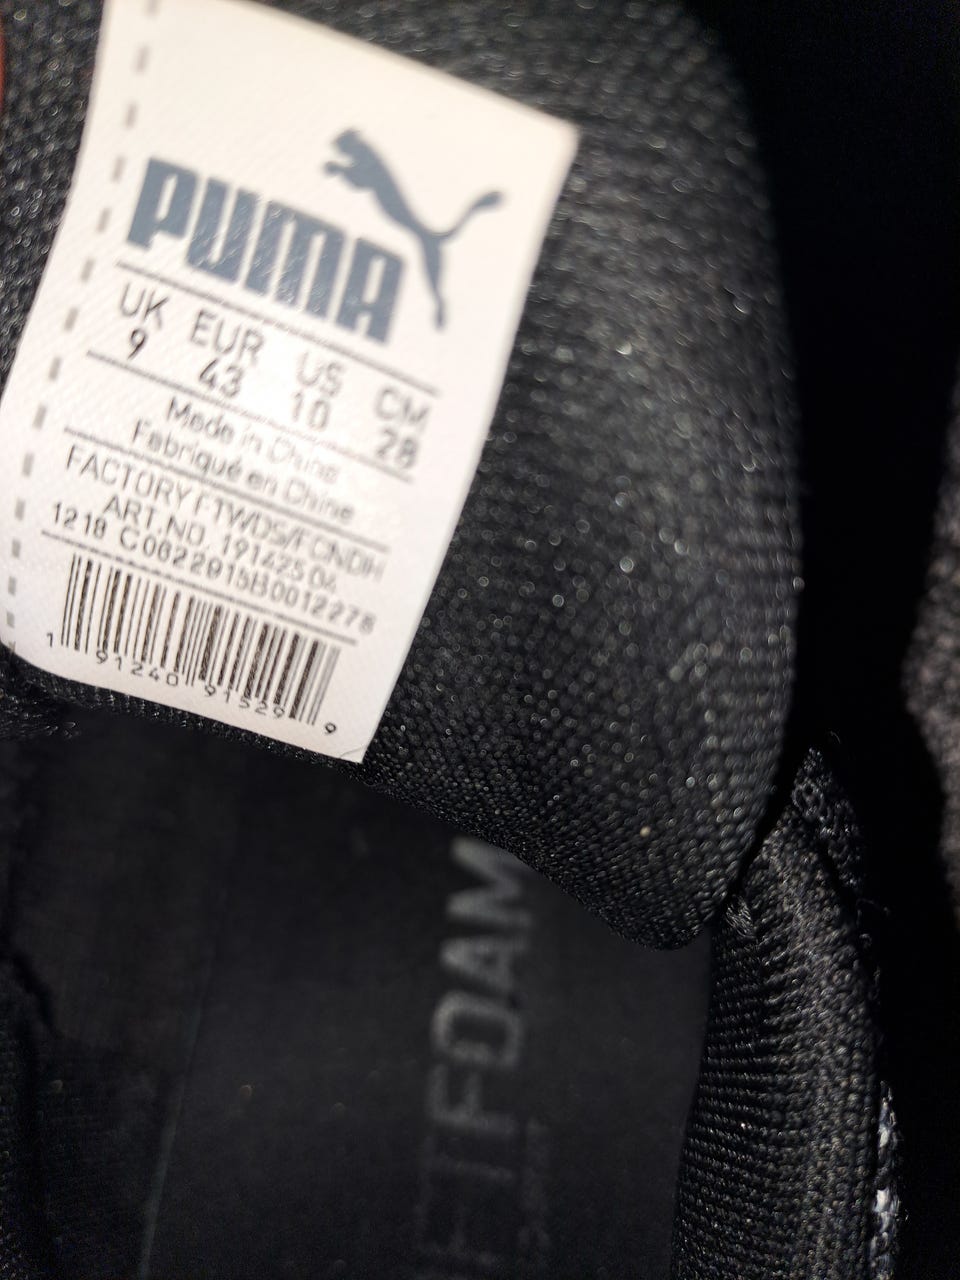 PUMA
UK EUR US CM
9 43 10 28
Made in China
Fabriqué en Chine
FACTORY FTWDS/FCNDIH
ART.NO. 191425 04
1218 C0622915B0012278
1 91240 91529 9
FOAM